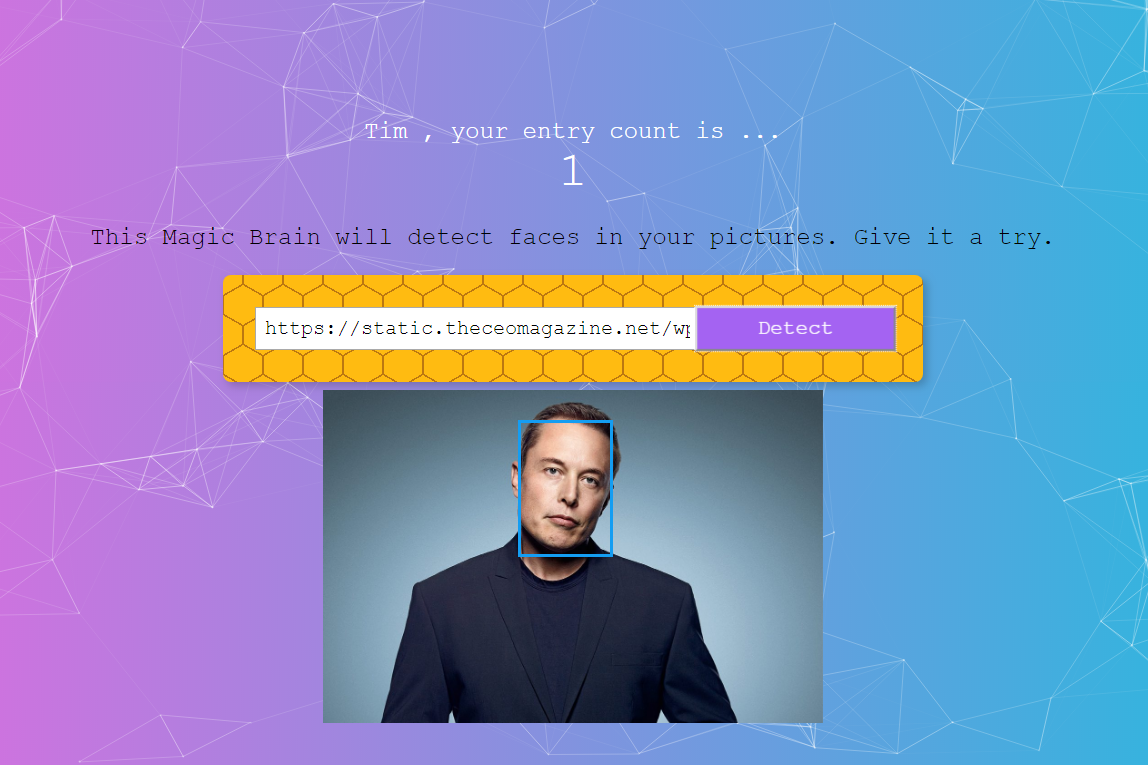 Tim , your entry count is ...
1
This Magic Brain will detect faces in your pictures. Give it a try.
https://static.theceomagazine.net/wp
Detect